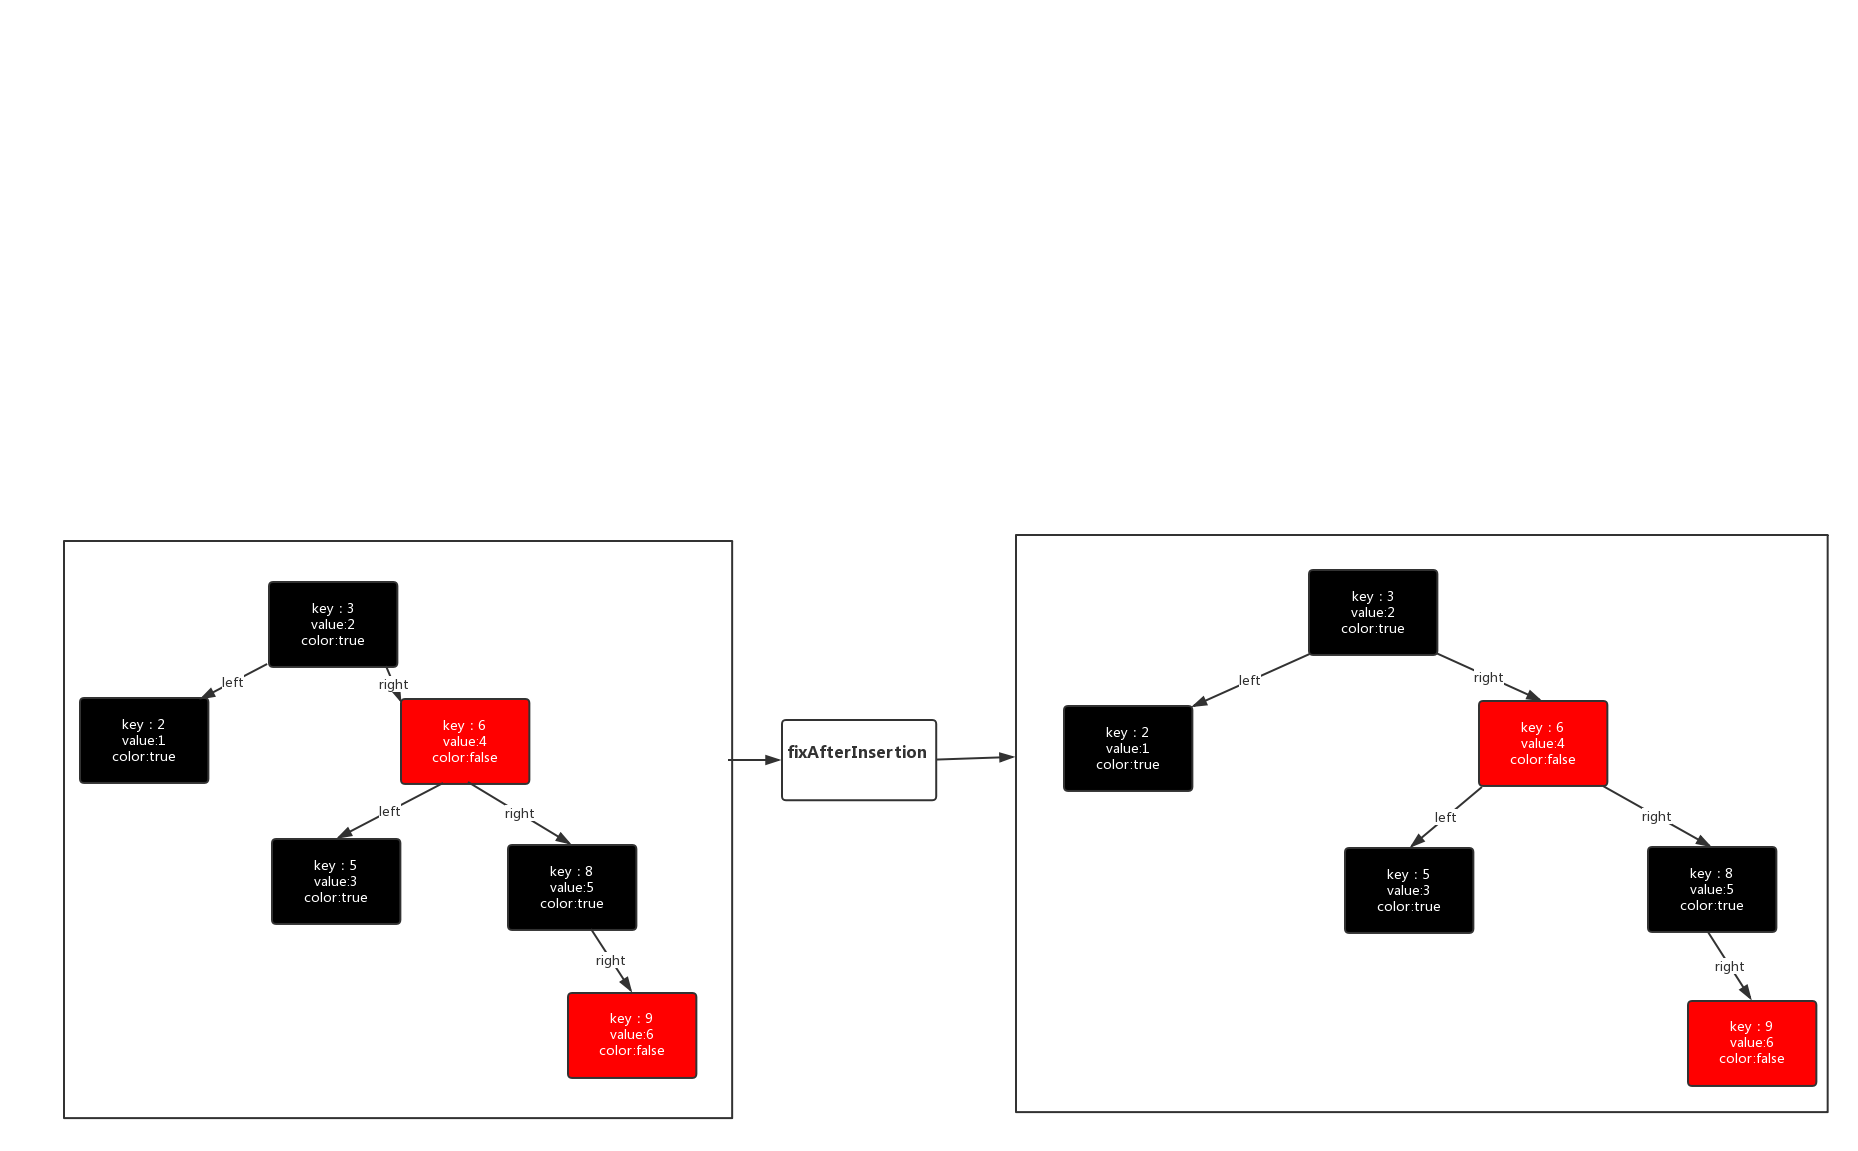 key：3
value:2
color:true
left
right
key：2
value:1
color:true
key：6
value:4
color:false
left
right
key：5
value:3
color:true
key：8
value:5
color:true
right
key：9
value:6
color:false
fixAfterInsertion
key：3
value:2
color:true
left
right
key：2
value:1
color:true
key：6
value:4
color:false
left
right
key：5
value:3
color:true
key：8
value:5
color:true
right
key：9
value:6
color:false